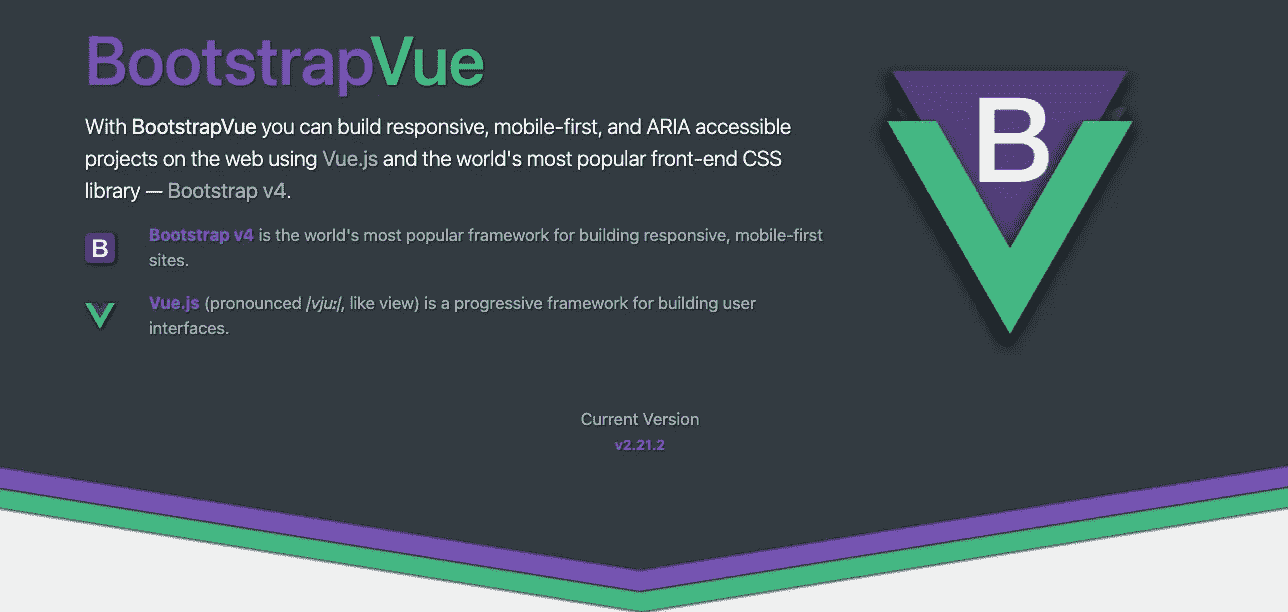 BootstrapVue
With BootstrapVue you can build responsive, mobile-first, and ARIA accessible
projects on the web using Vue.js and the world's most popular front-end CSS
library — Bootstrap v4.
B
B
Bootstrap v4 is the world's most popular framework for building responsive, mobile-first
sites.
Vue.js (pronounced /vjuː/, like view) is a progressive framework for building user
interfaces.
Current Version
v2.21.2